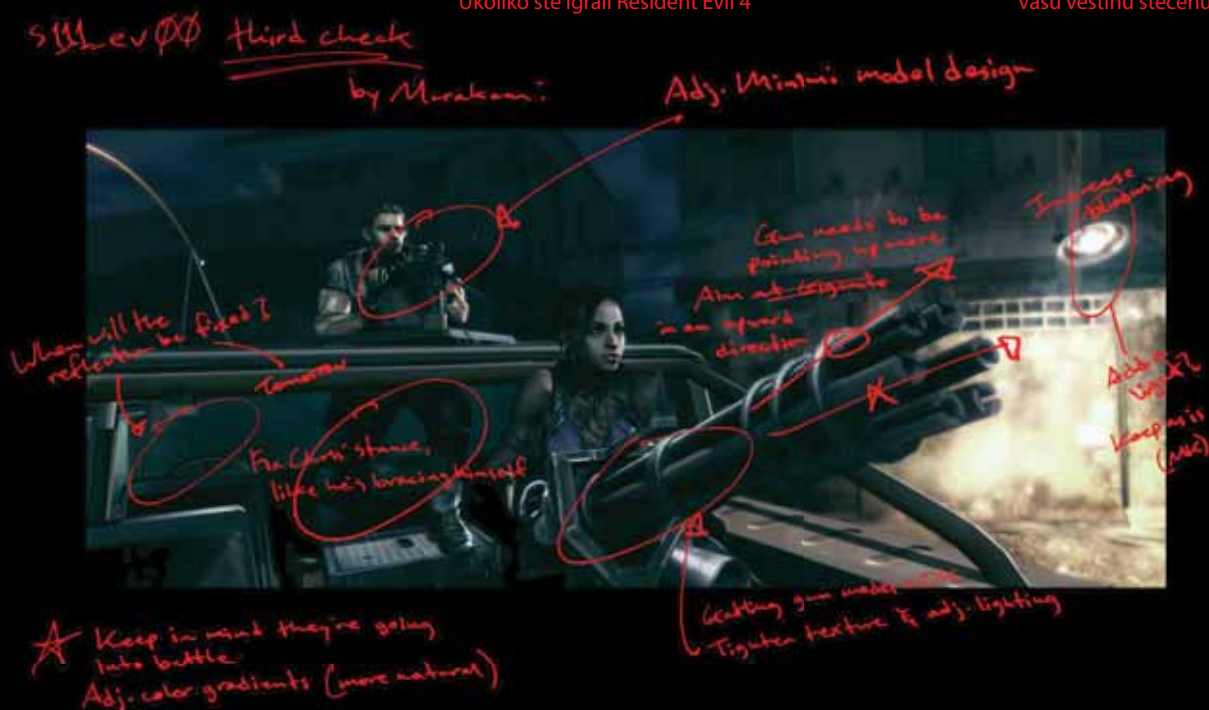 Ukoliko ste igrali Resident Evil 4
vašu veštinu stečenu
s111_ev00 third check
by Murakami
Adj. Minimi model design
Increase
blooming
Gun needs to be
pointing up more
Aim at Gigante
in an upward
direction
When will the
reflection be fixed?
Tomorrow
Add a
light?
Keep as is
Fix Chris' stance,
like he's bracing himself
Gatling gun model
Tighten texture & adj. lighting
Keep in mind they're going
into battle
Adj. color gradients (more natural)